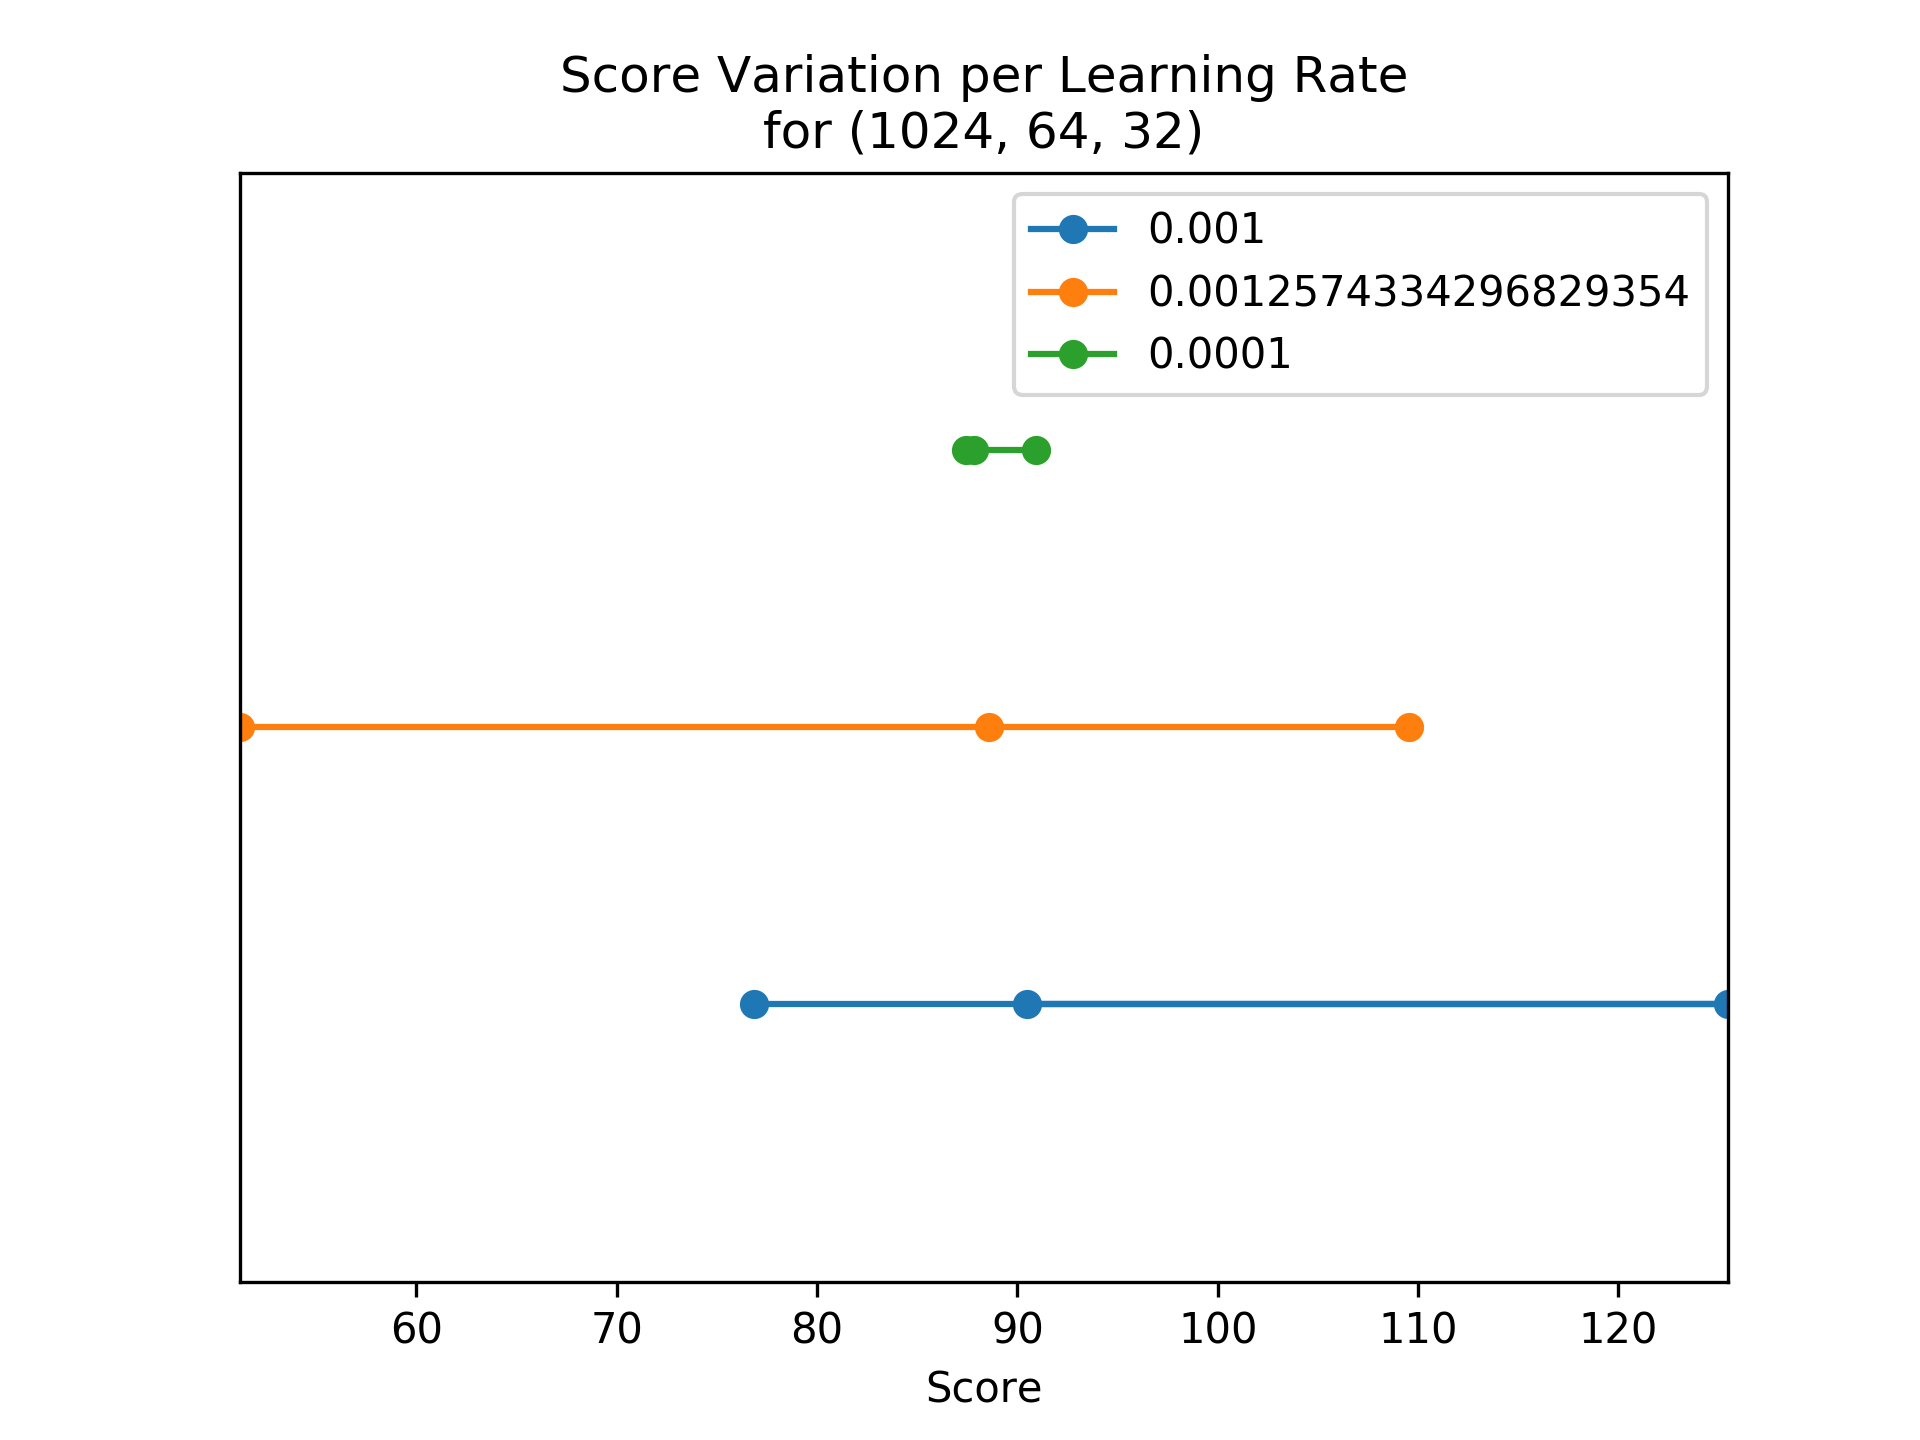 Score Variation per Learning Rate
for (1024, 64, 32)
0.001
0.0012574334296829354
0.0001
60 70 80 90 100 110 120
Score